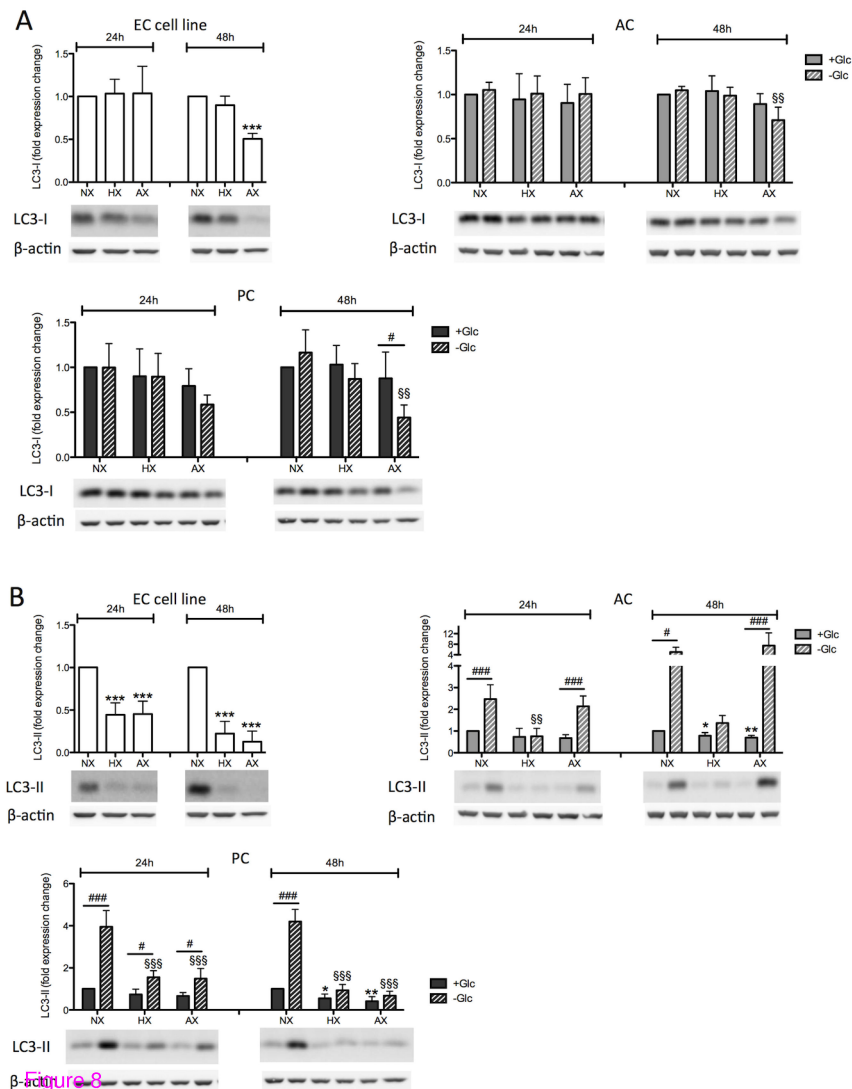 A
EC cell line
24h
48h
LC3-I (fold expression change)
1.5
1.0
0.5
0.0
***
NX HX AX NX HX AX
LC3-I
β-actin
AC
24h
48h
LC3-I (fold expression change)
1.5
1.0
0.5
0.0
§§
+Glc
-Glc
NX HX AX NX HX AX
LC3-I
β-actin
PC
24h
48h
LC3-I (fold expression change)
1.5
1.0
0.5
0.0
#
§§
+Glc
-Glc
NX HX AX NX HX AX
LC3-I
β-actin
B
EC cell line
24h
48h
LC3-II (fold expression change)
1.5
1.0
0.5
0.0
*** *** *** ***
NX HX AX NX HX AX
LC3-II
β-actin
AC
24h
48h
LC3-II (fold expression change)
12
8
4
4
3
2
1
0
### §§ ### # * ** ###
+Glc
-Glc
NX HX AX NX HX AX
LC3-II
β-actin
PC
24h
48h
LC3-II (fold expression change)
6
4
2
0
### # §§§ # §§§ ### * §§§ ** §§§
+Glc
-Glc
NX HX AX NX HX AX
LC3-II
β-actin
Figure 8